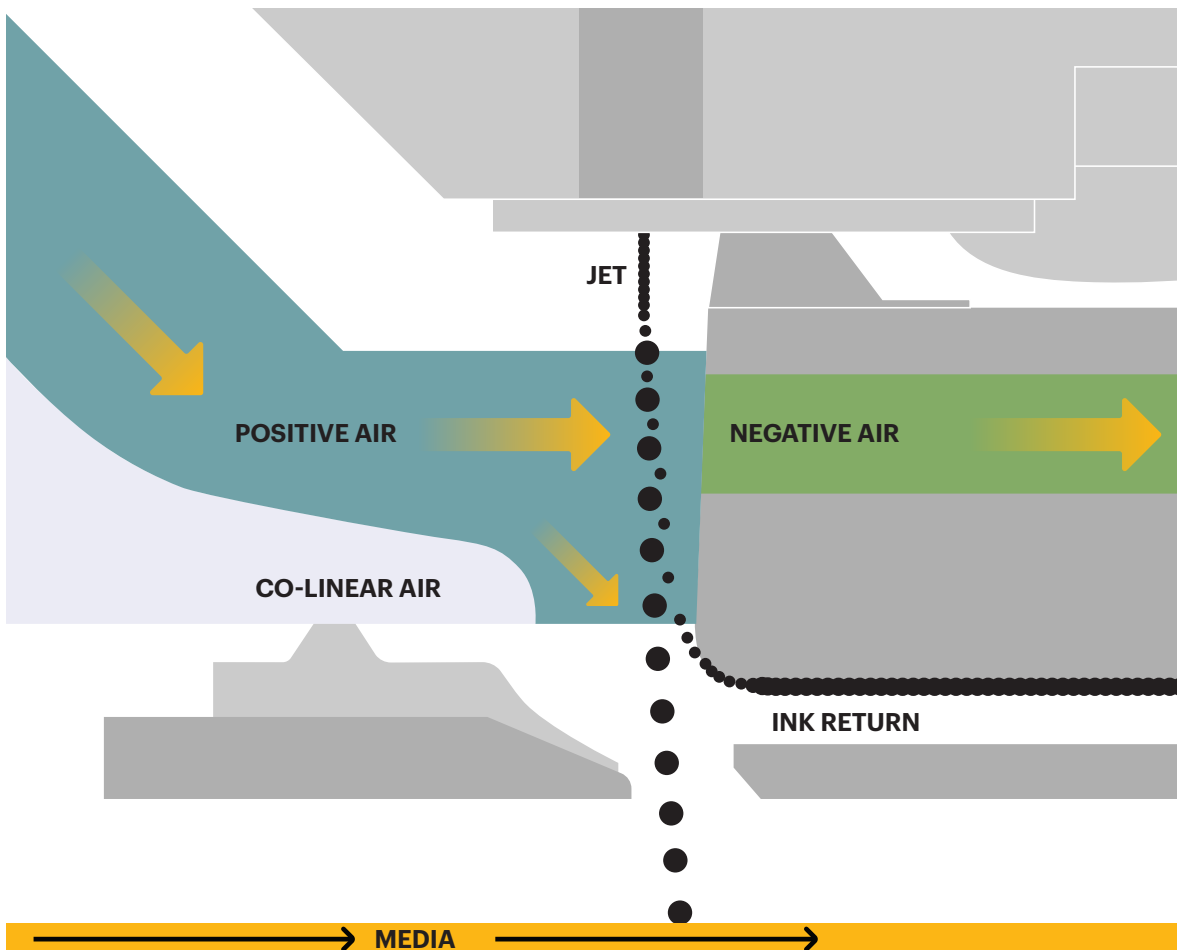 JET
POSITIVE AIR
NEGATIVE AIR
CO-LINEAR AIR
INK RETURN
MEDIA